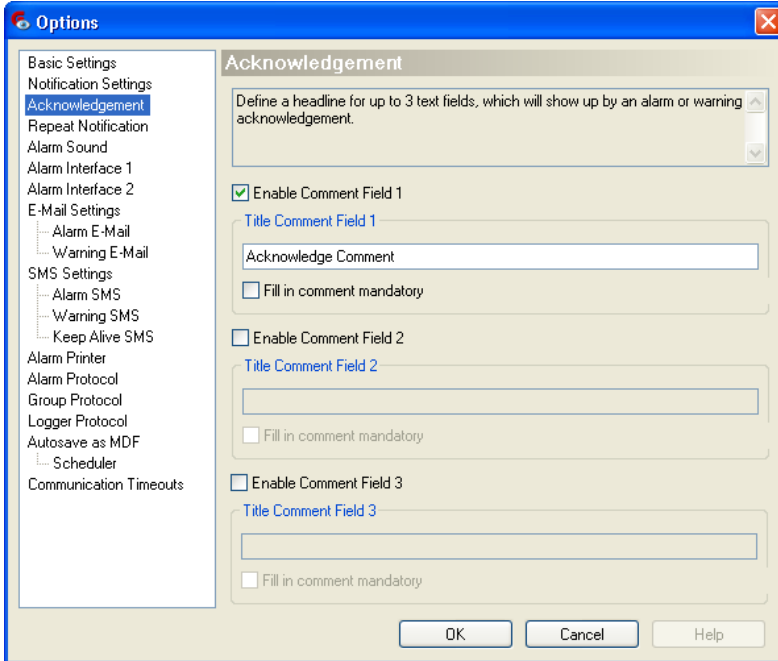 Options
Basic Settings
Notification Settings
Acknowledgement
Repeat Notification
Alarm Sound
Alarm Interface 1
Alarm Interface 2
E-Mail Settings
Alarm E-Mail
Warning E-Mail
SMS Settings
Alarm SMS
Warning SMS
Keep Alive SMS
Alarm Printer
Alarm Protocol
Group Protocol
Logger Protocol
Autosave as MDF
Scheduler
Communication Timeouts
Acknowledgement
Define a headline for up to 3 text fields, which will show up by an alarm or warning
acknowledgement.
Enable Comment Field 1
Title Comment Field 1
Acknowledge Comment
Fill in comment mandatory
Enable Comment Field 2
Title Comment Field 2
Fill in comment mandatory
Enable Comment Field 3
Title Comment Field 3
Fill in comment mandatory
OK Cancel Help